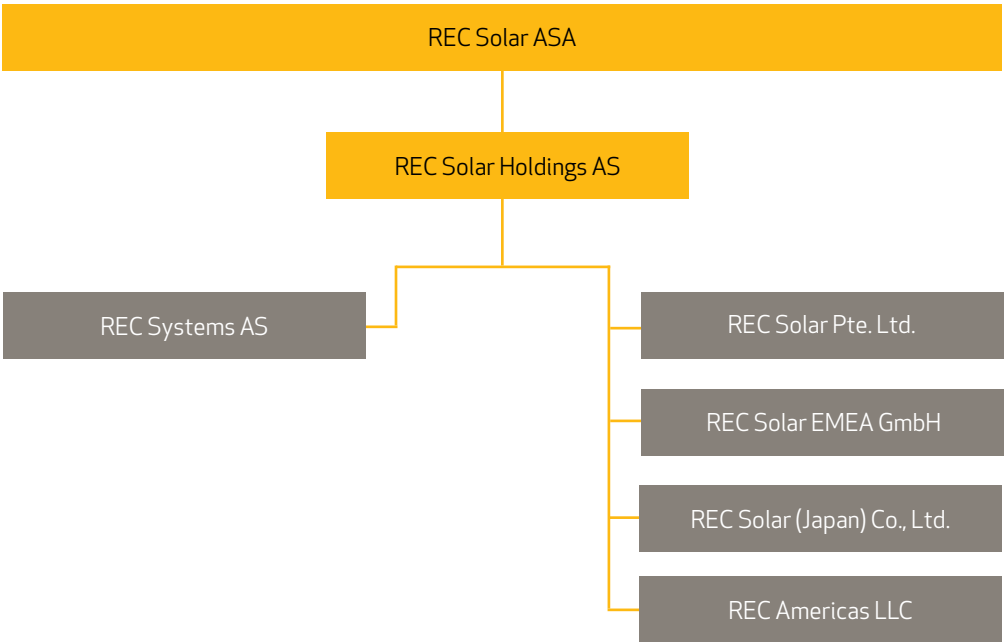 REC Solar ASA
REC Solar Holdings AS
REC Systems AS
REC Solar Pte. Ltd.
REC Solar EMEA GmbH
REC Solar (Japan) Co., Ltd.
REC Americas LLC